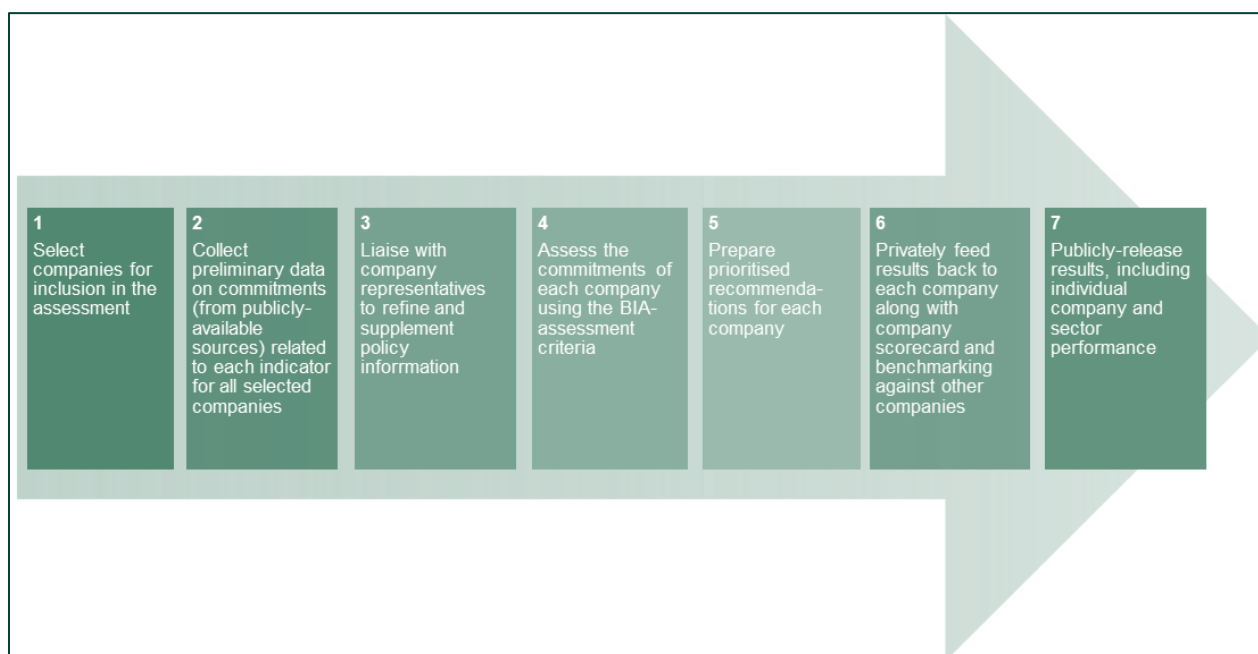 1
Select
companies for
inclusion in the
assessment
2
Collect
preliminary data
on commitments
(from publicly-
available
sources) related
to each indicator
for all selected
companies
3
Liaise with
company
representatives
to refine and
supplement
policy
information
4
Assess the
commitments of
each company
using the BIA-
assessment
criteria
5
Prepare
prioritised
recommenda-
tions for each
company
6
Privately feed
results back to
each company
along with
company
scorecard and
benchmarking
against other
companies
7
Publicly-release
results, including
individual
company and
sector
performance